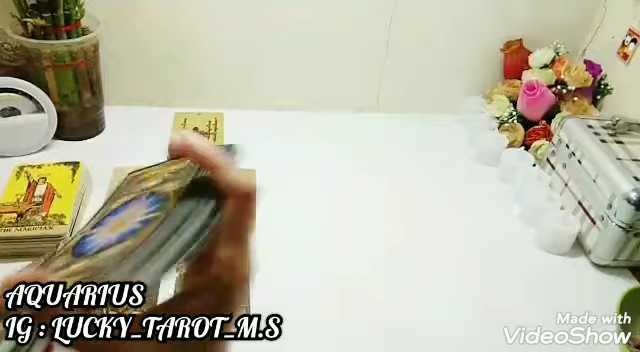 THE MAGICIAN
AQUARIUS
IG : LUCKY_TAROT_M.S
Made with
VideoShow